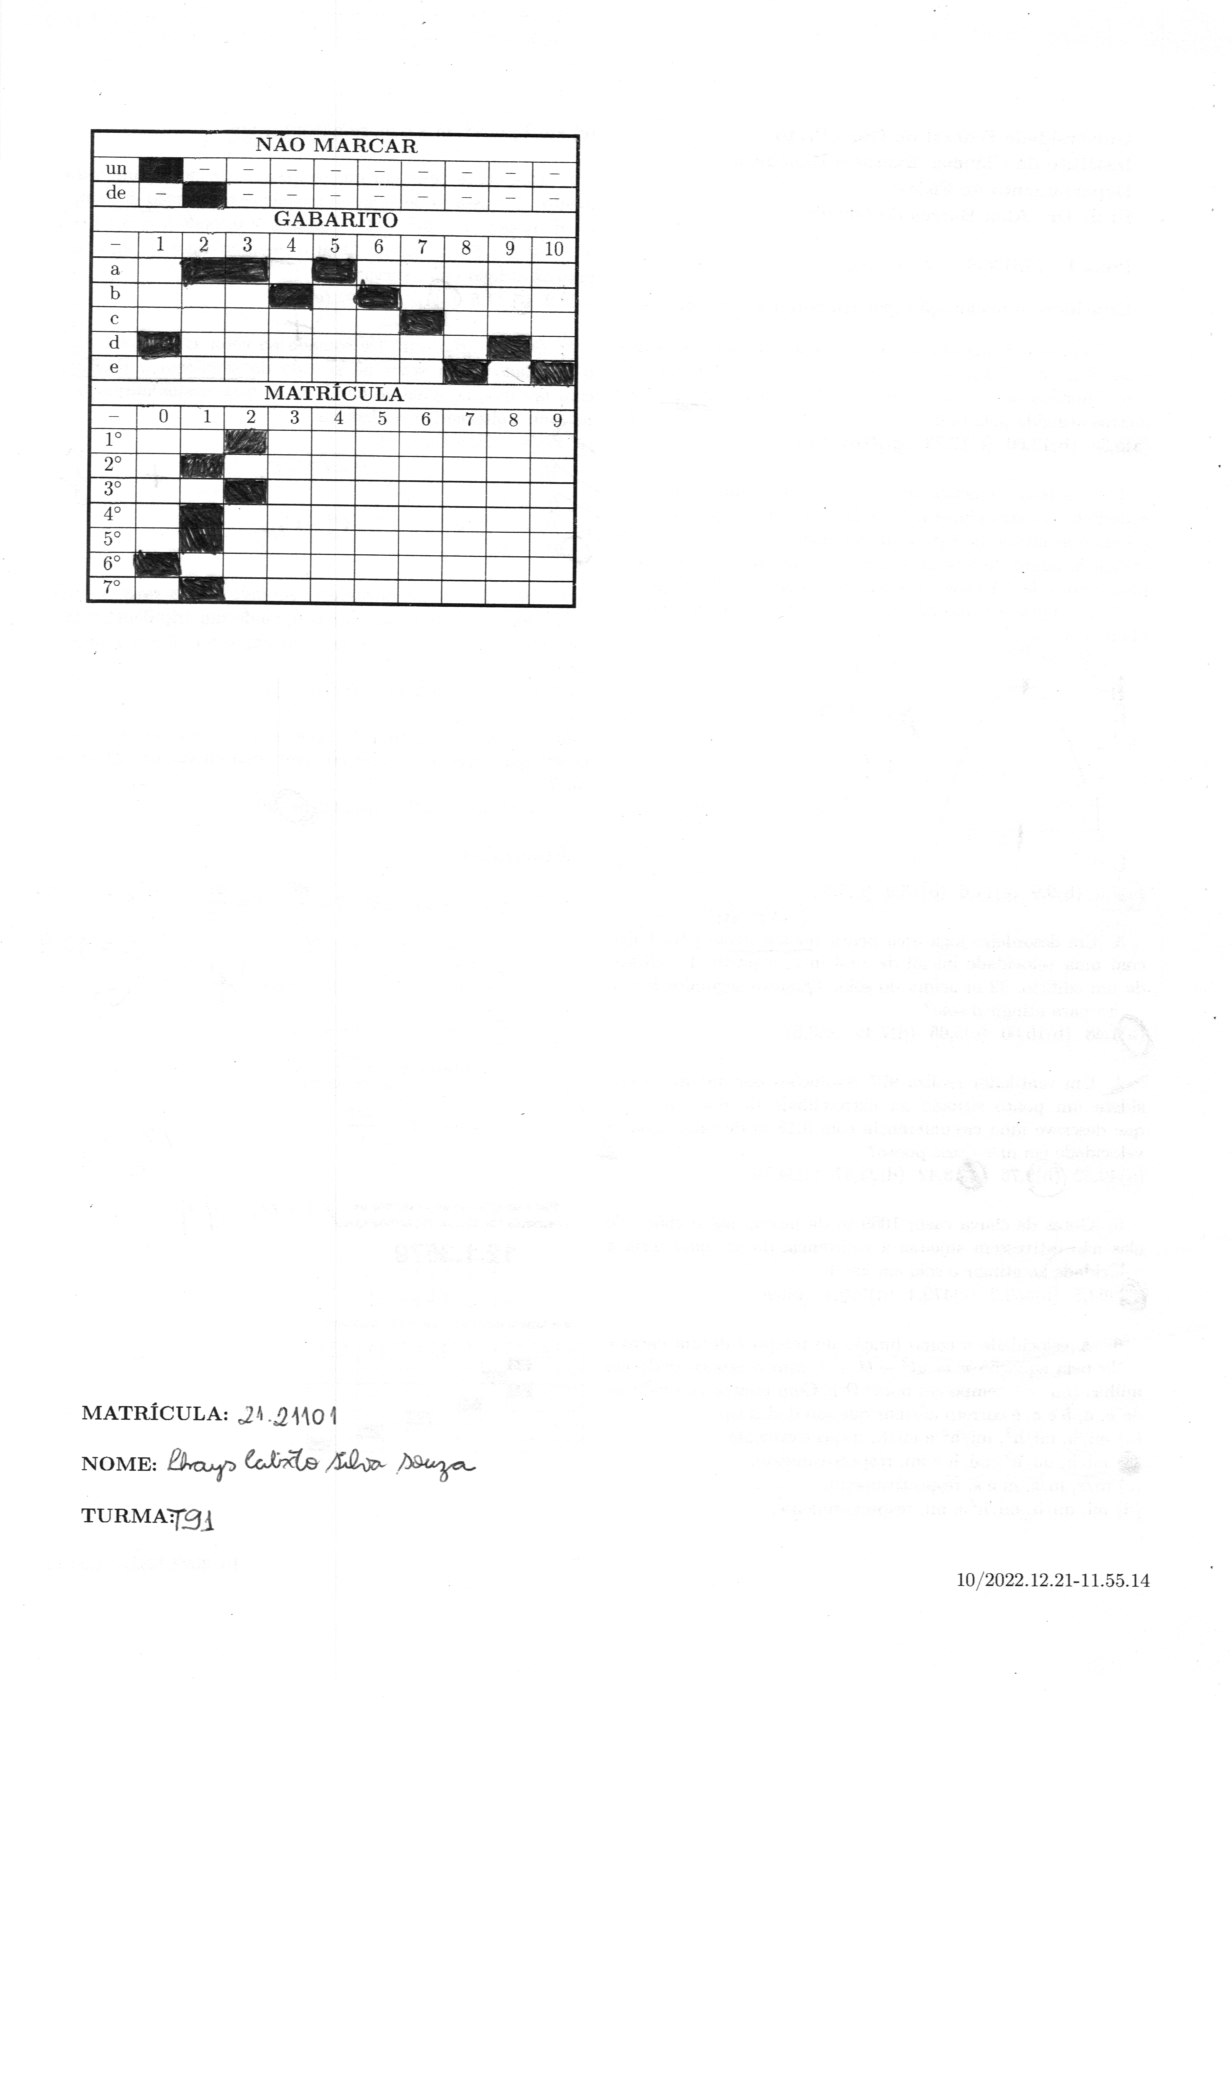 NÃO MARCAR
un – – – – – – – – –
de – – – – – – – – –
GABARITO
– 1 2 3 4 5 6 7 8 9 10
a
b
c
d
e
MATRÍCULA
– 0 1 2 3 4 5 6 7 8 9
1°
2°
3°
4°
5°
6°
7°
MATRÍCULA: 21.21101
NOME: Silva Souza
TURMA: T91
10/2022.12.21-11.55.14